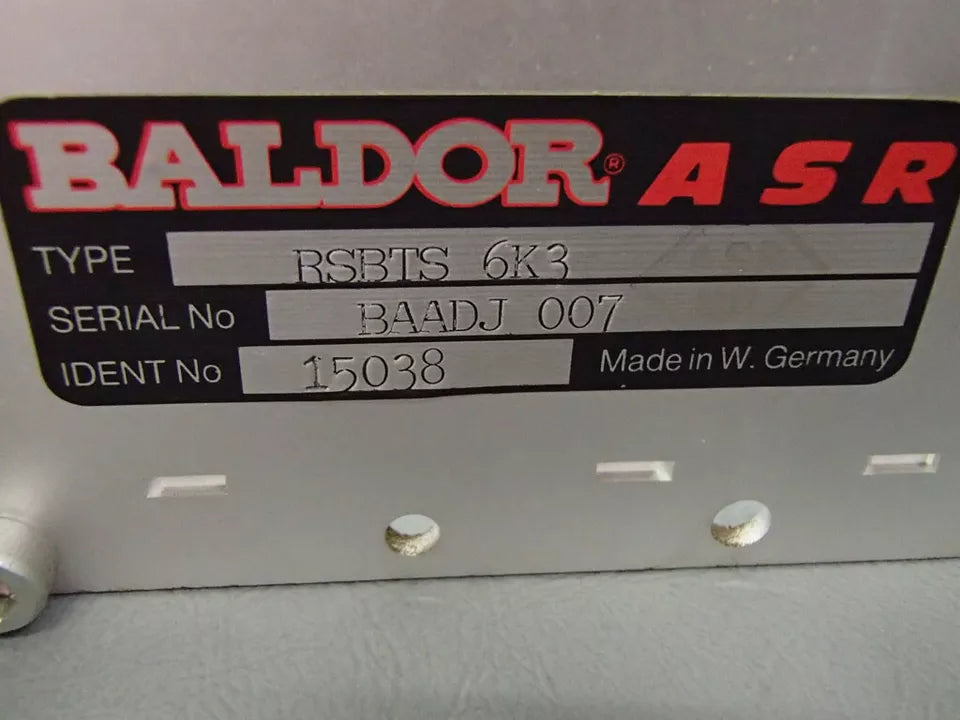 BALDOR® ASR
TYPE RSBTS 6K3
SERIAL No BAADJ 007
IDENT No 15038 Made in W. Germany